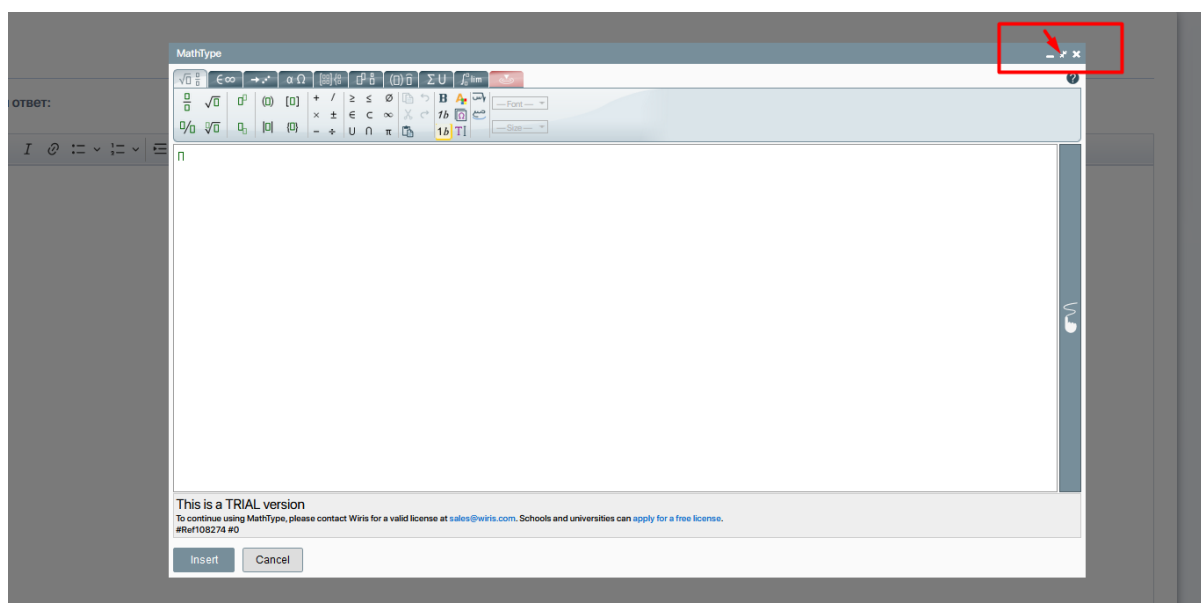 MathType
ответ:
— Font —
— Size —
This is a TRIAL version
To continue using MathType, please contact Wiris for a valid license at sales@wiris.com. Schools and universities can apply for a free license.
#Ref108274 #0
Insert Cancel